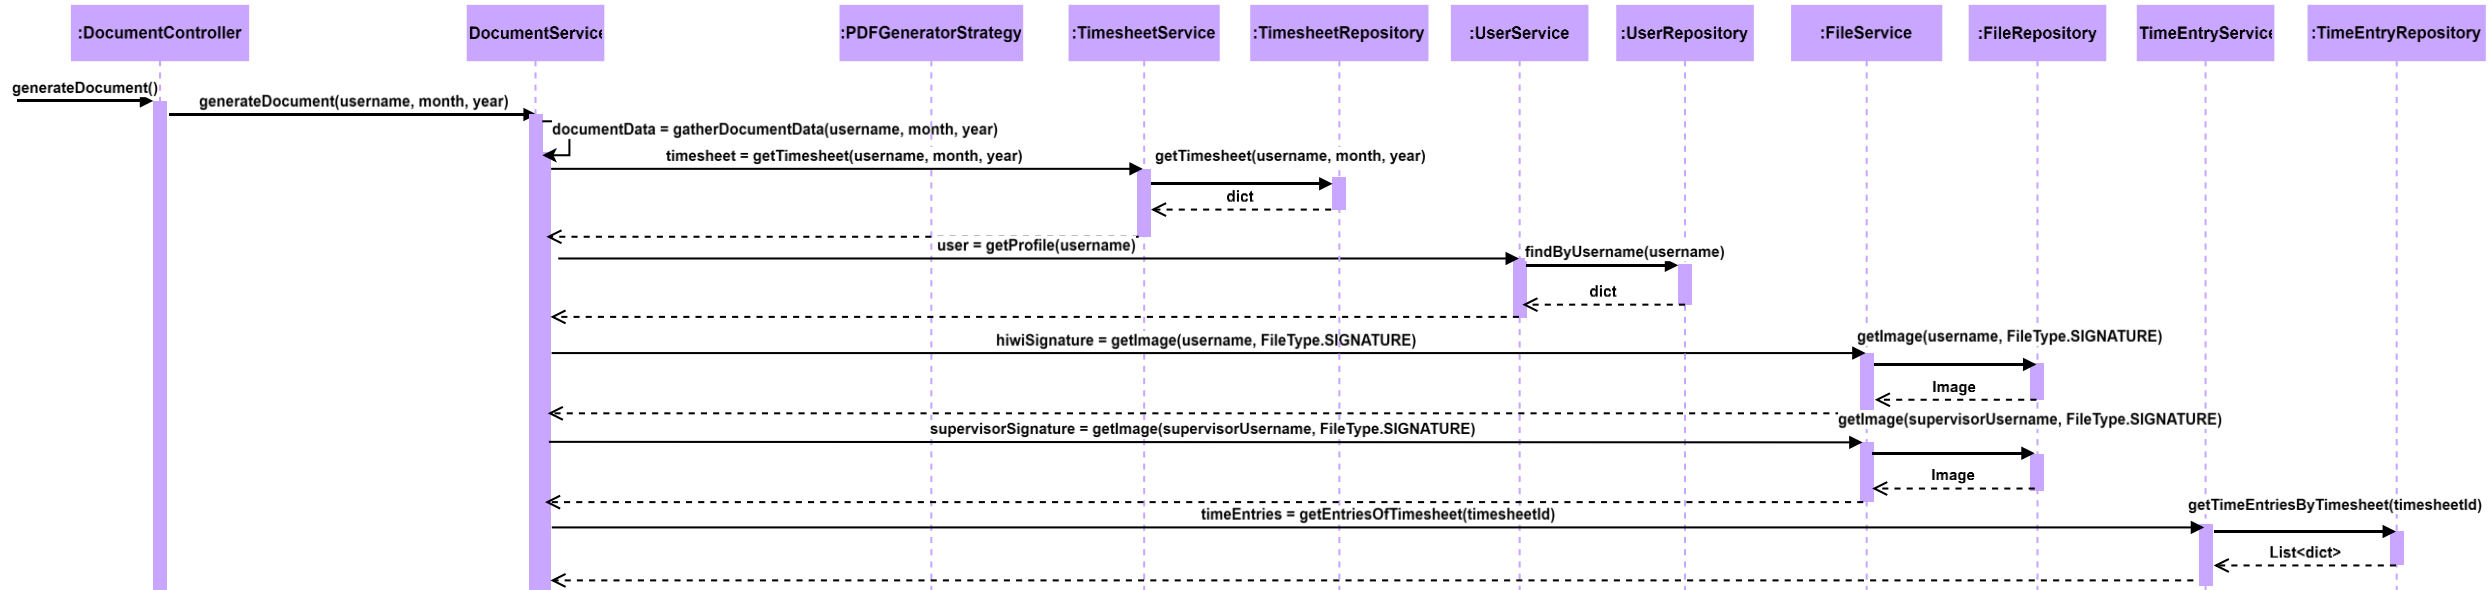 :DocumentController
DocumentService
:PDFGeneratorStrategy
:TimesheetService
:TimesheetRepository
:UserService
:UserRepository
:FileService
:FileRepository
TimeEntryService
:TimeEntryRepository
generateDocument()
generateDocument(username, month, year)
documentData = gatherDocumentData(username, month, year)
timesheet = getTimesheet(username, month, year)
getTimesheet(username, month, year)
dict
user = getProfile(username)
findByUsername(username)
dict
hiwiSignature = getImage(username, FileType.SIGNATURE)
getImage(username, FileType.SIGNATURE)
Image
getImage(supervisorUsername, FileType.SIGNATURE)
supervisorSignature = getImage(supervisorUsername, FileType.SIGNATURE)
Image
getTimeEntriesByTimesheet(timesheetId)
timeEntries = getEntriesOfTimesheet(timesheetId)
List<dict>